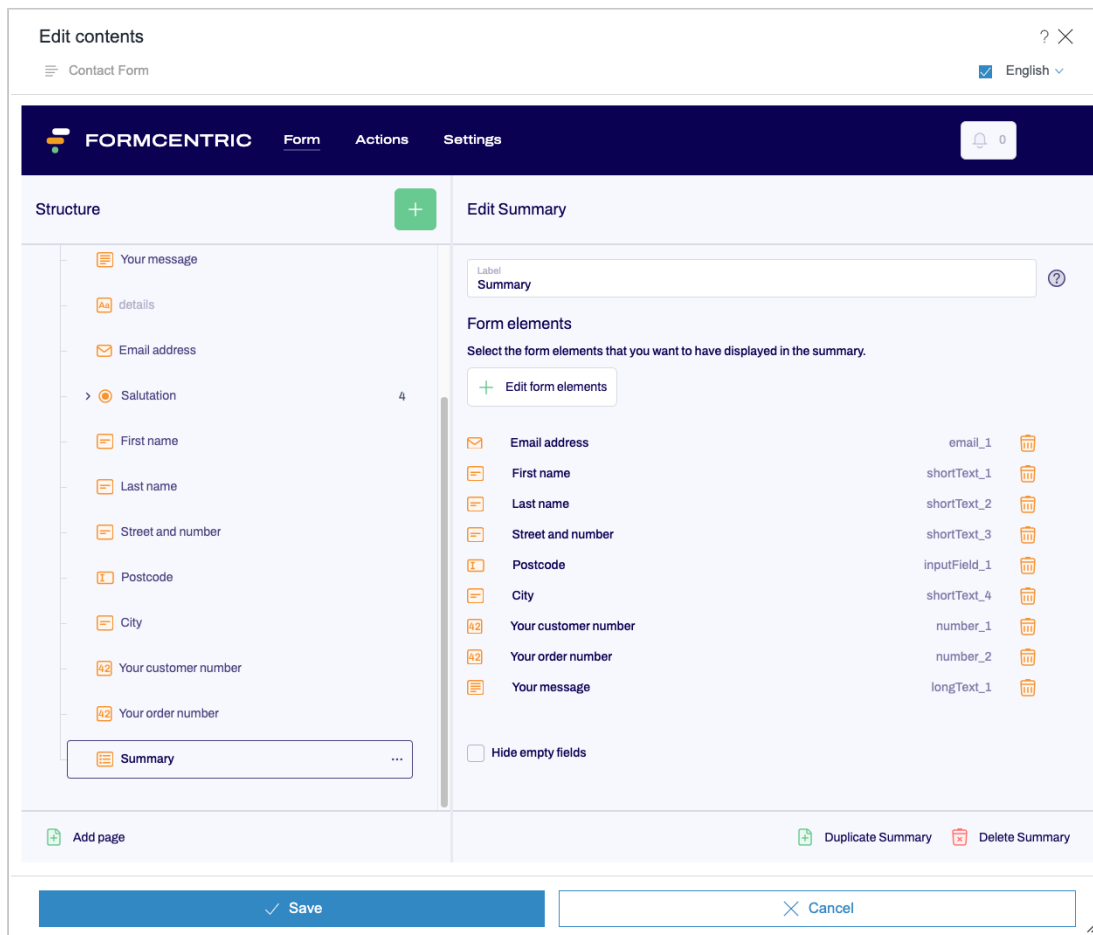 Edit contents
?
Contact Form
English
FORMCENTRIC
Form
Actions
Settings
0
Structure
Your message
Aa details
Email address
Salutation
4
First name
Last name
Street and number
Postcode
City
42 Your customer number
42 Your order number
Summary
...
Add page
Edit Summary
Label
Summary
?
Form elements
Select the form elements that you want to have displayed in the summary.
Edit form elements
Email address email_1
First name shortText_1
Last name shortText_2
Street and number shortText_3
Postcode inputField_1
City shortText_4
42 Your customer number number_1
42 Your order number number_2
Your message longText_1
Hide empty fields
Duplicate Summary
Delete Summary
Save
Cancel